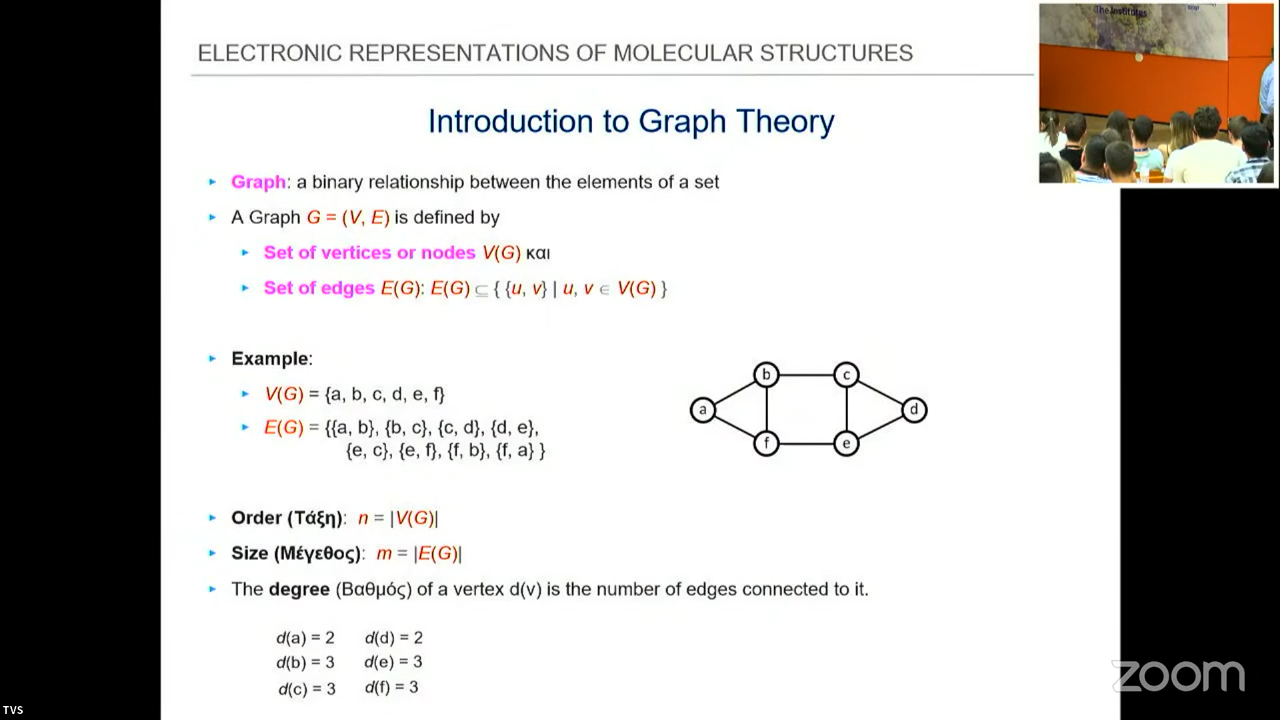 ELECTRONIC REPRESENTATIONS OF MOLECULAR STRUCTURES
The Institutes
Introduction to Graph Theory
Graph: a binary relationship between the elements of a set
A Graph G = (V, E) is defined by
Set of vertices or nodes V(G) και
Set of edges E(G): E(G) ⊆ { {u, v} | u, v ∈ V(G) }
Example:
V(G) = {a, b, c, d, e, f}
E(G) = {{a, b}, {b, c}, {c, d}, {d, e},
{e, c}, {e, f}, {f, b}, {f, a} }
b c
a d
f e
Order (Τάξη): n = |V(G)|
Size (Μέγεθος): m = |E(G)|
The degree (Βαθμός) of a vertex d(v) is the number of edges connected to it.
d(a) = 2 d(d) = 2
d(b) = 3 d(e) = 3
d(c) = 3 d(f) = 3
zoom
TVS